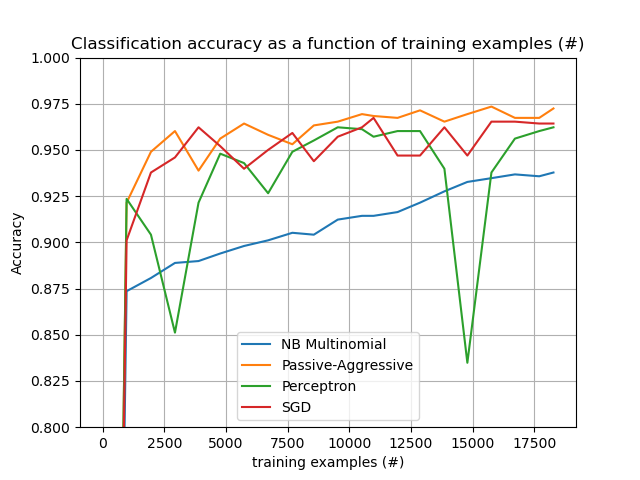 Classification accuracy as a function of training examples (#)
1.000
0.975
0.950
0.925
0.900
0.875
0.850
0.825
0.800
Accuracy
NB Multinomial
Passive-Aggressive
Perceptron
SGD
0 2500 5000 7500 10000 12500 15000 17500
training examples (#)